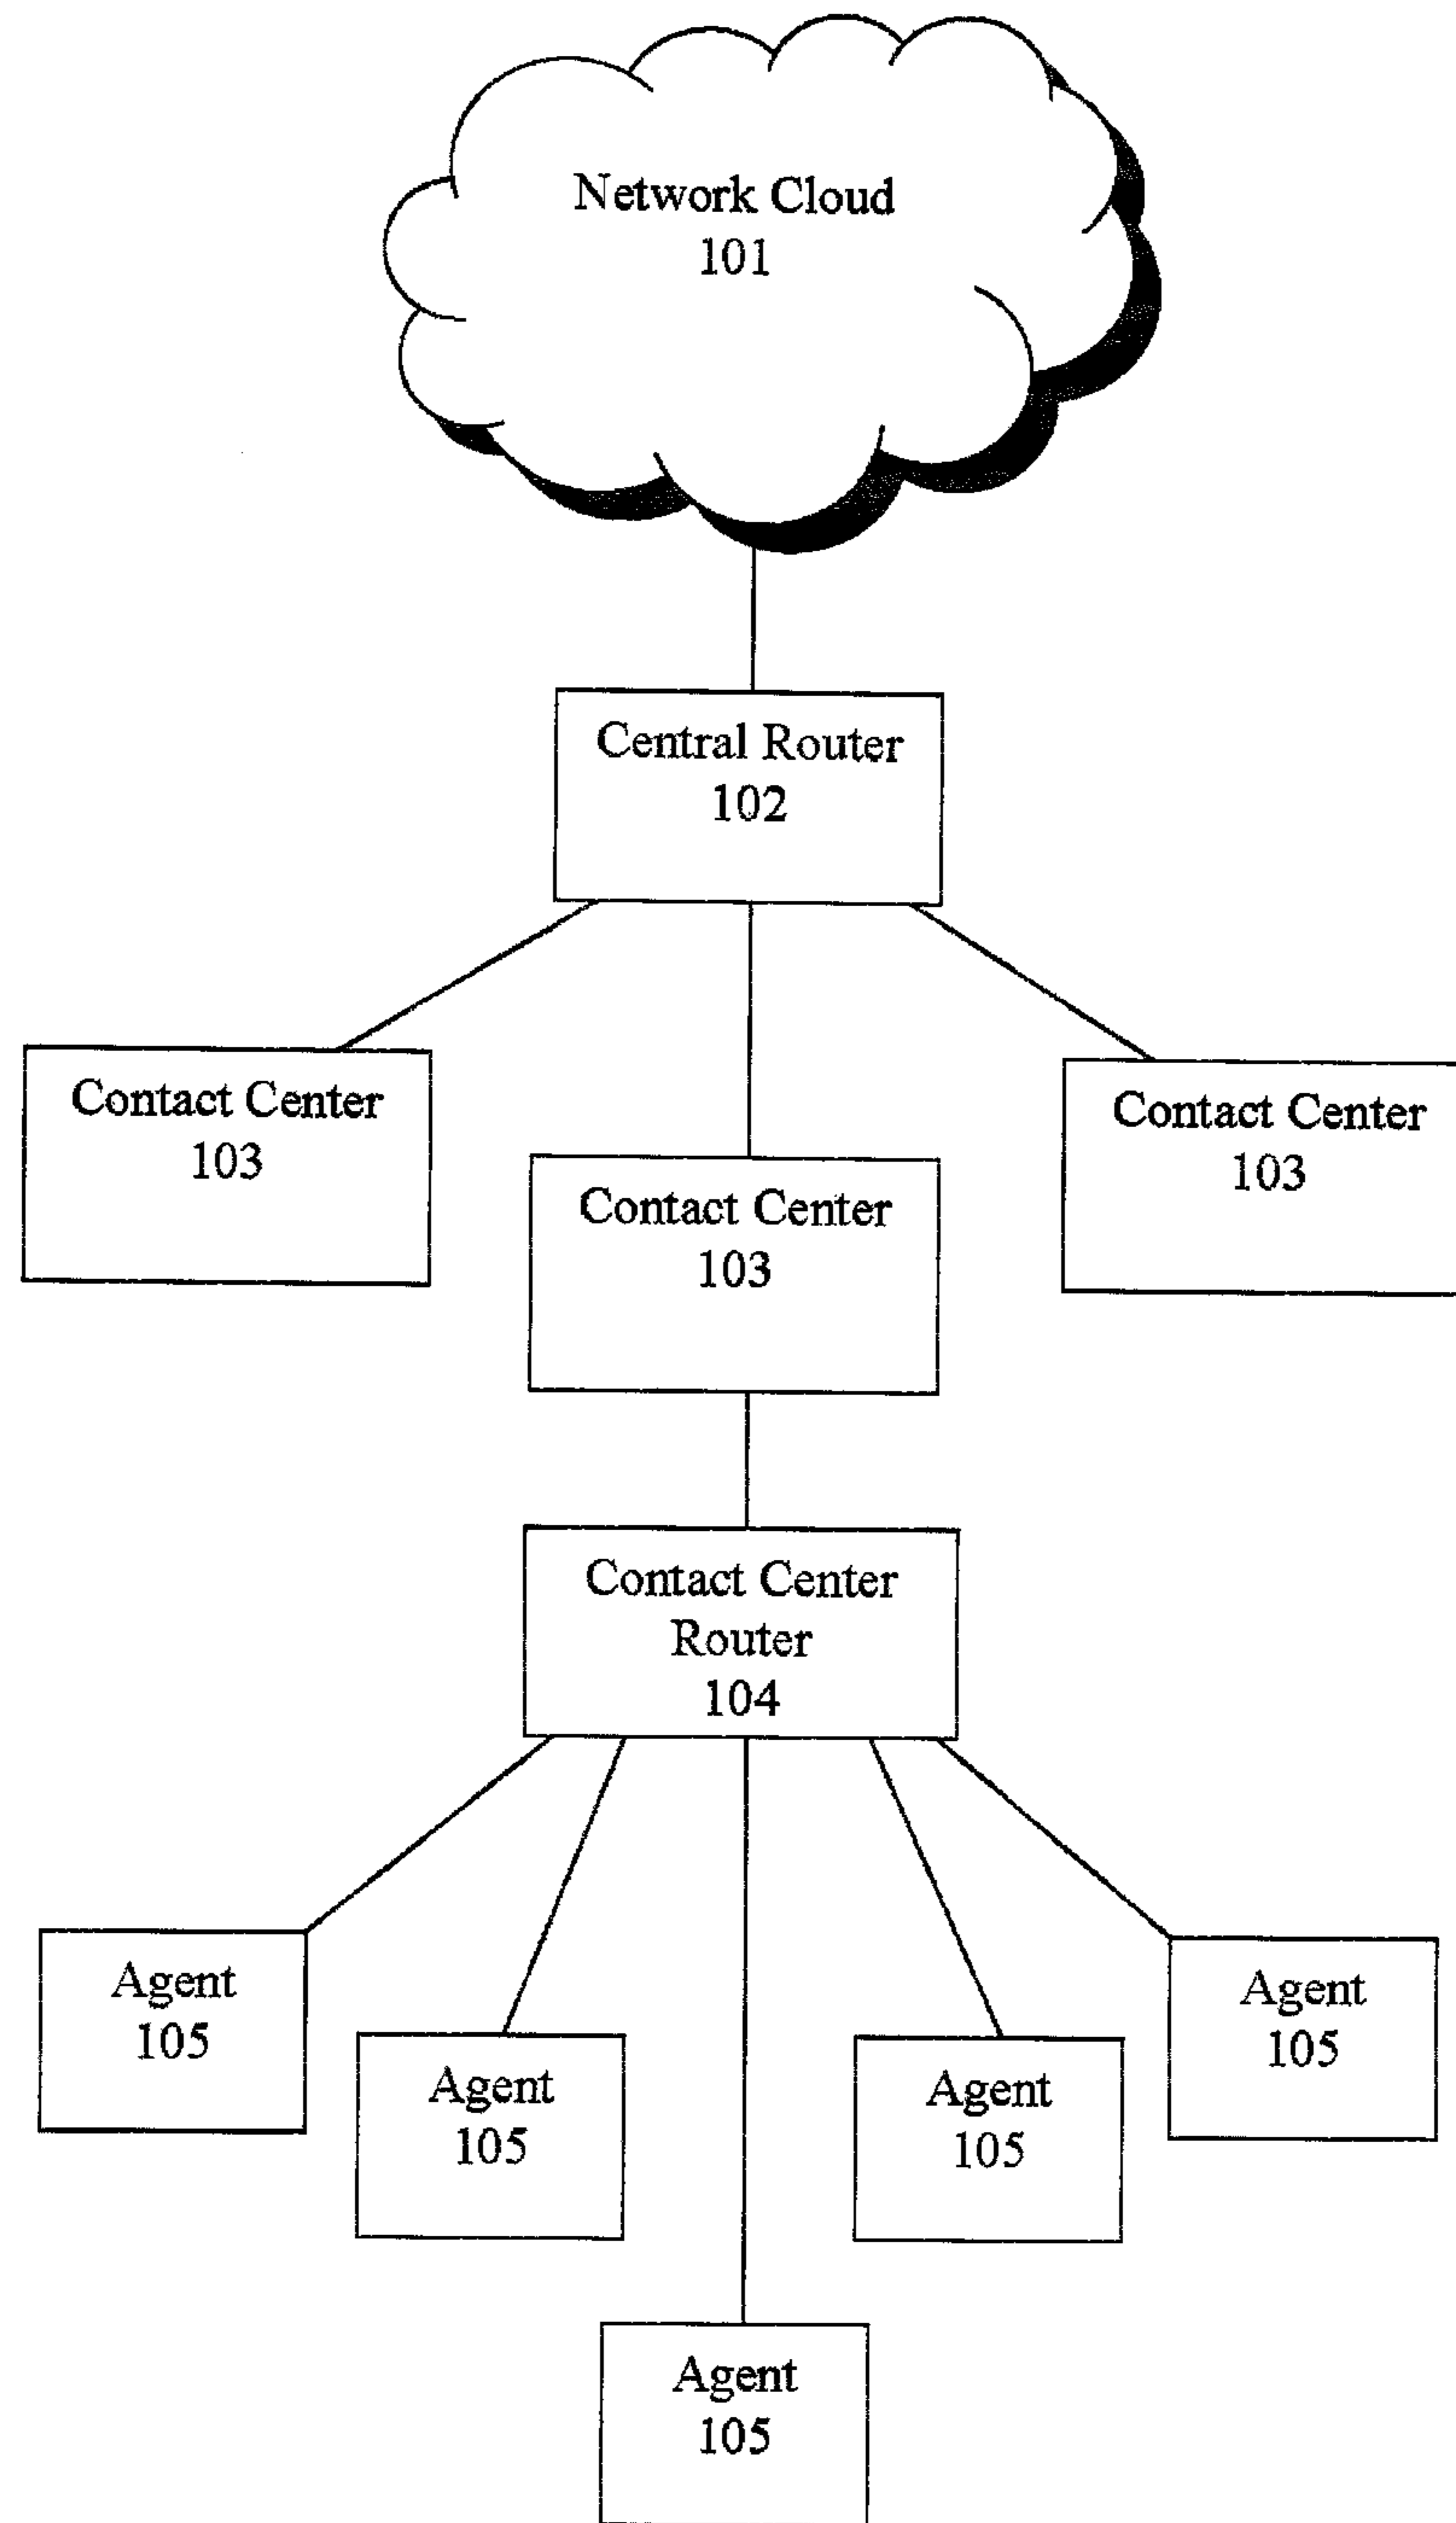 Network Cloud
101
Central Router
102
Contact Center
103
Contact Center
103
Contact Center
103
Contact Center
Router
104
Agent
105
Agent
105
Agent
105
Agent
105
Agent
105